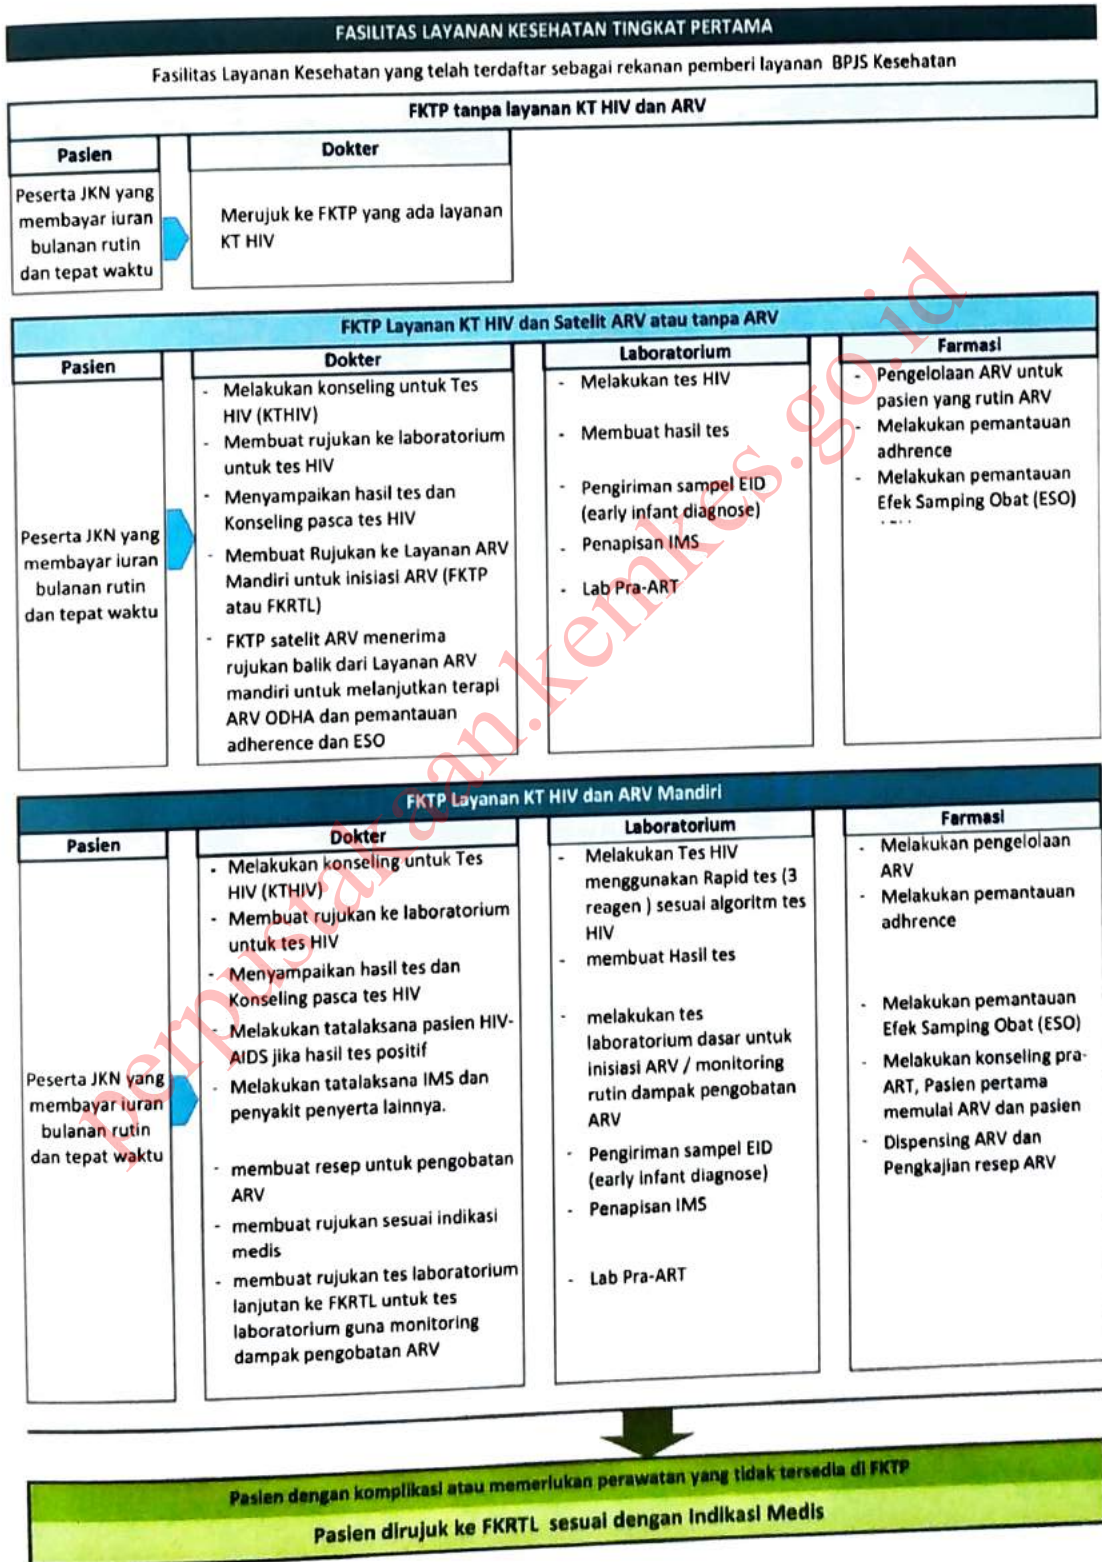 FASILITAS LAYANAN KESEHATAN TINGKAT PERTAMA
Fasilitas Layanan Kesehatan yang telah terdaftar sebagai rekanan pemberi layanan BPJS Kesehatan
FKTP tanpa layanan KT HIV dan ARV
Pasien
Peserta JKN yang
membayar iuran
bulanan rutin
dan tepat waktu
Dokter
Merujuk ke FKTP yang ada layanan
KT HIV
FKTP Layanan KT HIV dan Satelit ARV atau tanpa ARV
Pasien
Peserta JKN yang
membayar iuran
bulanan rutin
dan tepat waktu
Dokter
- Melakukan konseling untuk Tes
HIV (KTHIV)
- Membuat rujukan ke laboratorium
untuk tes HIV
- Menyampaikan hasil tes dan
Konseling pasca tes HIV
- Membuat Rujukan ke Layanan ARV
Mandiri untuk inisiasi ARV (FKTP
atau FKRTL)
- FKTP satelit ARV menerima
rujukan balik dari Layanan ARV
mandiri untuk melanjutkan terapi
ARV ODHA dan pemantauan
adherence dan ESO
Laboratorium
- Melakukan tes HIV
- Membuat hasil tes
- Pengiriman sampel EID
(early infant diagnose)
- Penapisan IMS
- Lab Pra-ART
Farmasi
- Pengelolaan ARV untuk
pasien yang rutin ARV
- Melakukan pemantauan
adhrence
- Melakukan pemantauan
Efek Samping Obat (ESO)
FKTP Layanan KT HIV dan ARV Mandiri
Pasien
Peserta JKN yang
membayar iuran
bulanan rutin
dan tepat waktu
Dokter
- Melakukan konseling untuk Tes
HIV (KTHIV)
- Membuat rujukan ke laboratorium
untuk tes HIV
- Menyampaikan hasil tes dan
Konseling pasca tes HIV
- Melakukan tatalaksana pasien HIV-
AIDS jika hasil tes positif
- Melakukan tatalaksana IMS dan
penyakit penyerta lainnya.
- membuat resep untuk pengobatan
ARV
- membuat rujukan sesuai indikasi
medis
- membuat rujukan tes laboratorium
lanjutan ke FKRTL untuk tes
laboratorium guna monitoring
dampak pengobatan ARV
Laboratorium
- Melakukan Tes HIV
menggunakan Rapid tes (3
reagen ) sesuai algoritm tes
HIV
- membuat Hasil tes
- melakukan tes
laboratorium dasar untuk
inisiasi ARV / monitoring
rutin dampak pengobatan
ARV
- Pengiriman sampel EID
(early infant diagnose)
- Penapisan IMS
- Lab Pra-ART
Farmasi
- Melakukan pengelolaan
ARV
- Melakukan pemantauan
adhrence
- Melakukan pemantauan
Efek Samping Obat (ESO)
- Melakukan konseling pra-
ART, Pasien pertama
memulai ARV dan pasien
- Dispensing ARV dan
Pengkajian resep ARV
Pasien dengan komplikasi atau memerlukan perawatan yang tidak tersedia di FKTP
Pasien dirujuk ke FKRTL sesuai dengan Indikasi Medis
perpustakaan.kemkes.go.id